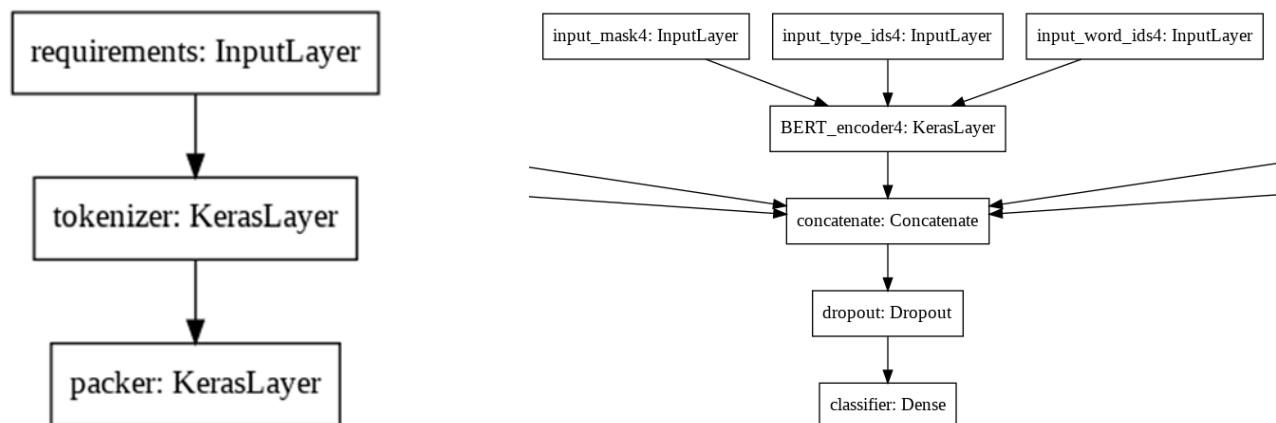 requirements: InputLayer
tokenizer: KerasLayer
packer: KerasLayer
input_mask4: InputLayer
input_type_ids4: InputLayer
input_word_ids4: InputLayer
BERT_encoder4: KerasLayer
concatenate: Concatenate
dropout: Dropout
classifier: Dense